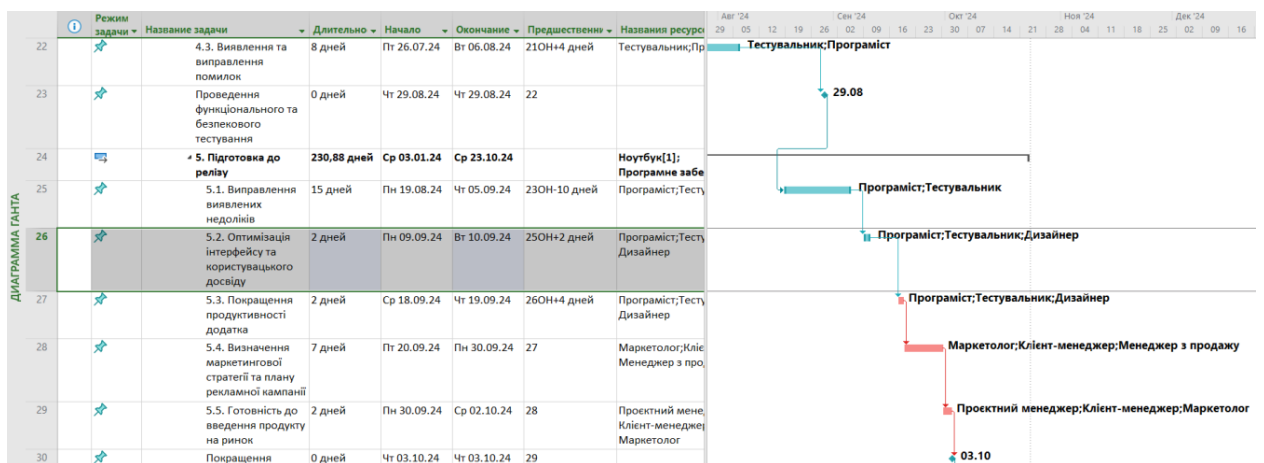 Авг '24 Сен '24 Окт '24 Ноя '24 Дек '24
29 05 12 19 26 02 09 16 23 30 07 14 21 28 04 11 18 25 02 09 16
Режим
задачи Название задачи Длительно Начало Окончание Предшественни Названия ресурс
22 4.3. Виявлення та 8 дней Пт 26.07.24 Вт 06.08.24 21ОН+4 дней Тестувальник;Пр Тестувальник;Програміст
виправлення
помилок
23 Проведення 0 дней Чт 29.08.24 Чт 29.08.24 22 29.08
функціонального та
безпекового
тестування
24 5. Підготовка до 230,88 дней Ср 03.01.24 Ср 23.10.24 Ноутбук[1];
релізу Програмне забе
25 5.1. Виправлення 15 дней Пн 19.08.24 Чт 05.09.24 23ОН-10 дней Програміст;Тесту Програміст;Тестувальник
виявлених
недоліків
26 5.2. Оптимізація 2 дней Пн 09.09.24 Вт 10.09.24 25ОН+2 дней Програміст;Тесту Програміст;Тестувальник;Дизайнер
інтерфейсу та Дизайнер
користувацького
досвіду
27 5.3. Покращення 2 дней Ср 18.09.24 Чт 19.09.24 26ОН+4 дней Програміст;Тесту Програміст;Тестувальник;Дизайнер
продуктивності Дизайнер
додатка
28 5.4. Визначення 7 дней Пт 20.09.24 Пн 30.09.24 27 Маркетолог;Кліє Маркетолог;Клієнт-менеджер;Менеджер з продажу
маркетингової Менеджер з про
стратегії та плану
рекламної кампанії
29 5.5. Готовність до 2 дней Пн 30.09.24 Ср 02.10.24 28 Проєктний мене Проєктний менеджер;Клієнт-менеджер;Маркетолог
введення продукту Клієнт-менеджер
на ринок Маркетолог
30 Покращення 0 дней Чт 03.10.24 Чт 03.10.24 29 03.10
ДИАГРАММА ГАНТА